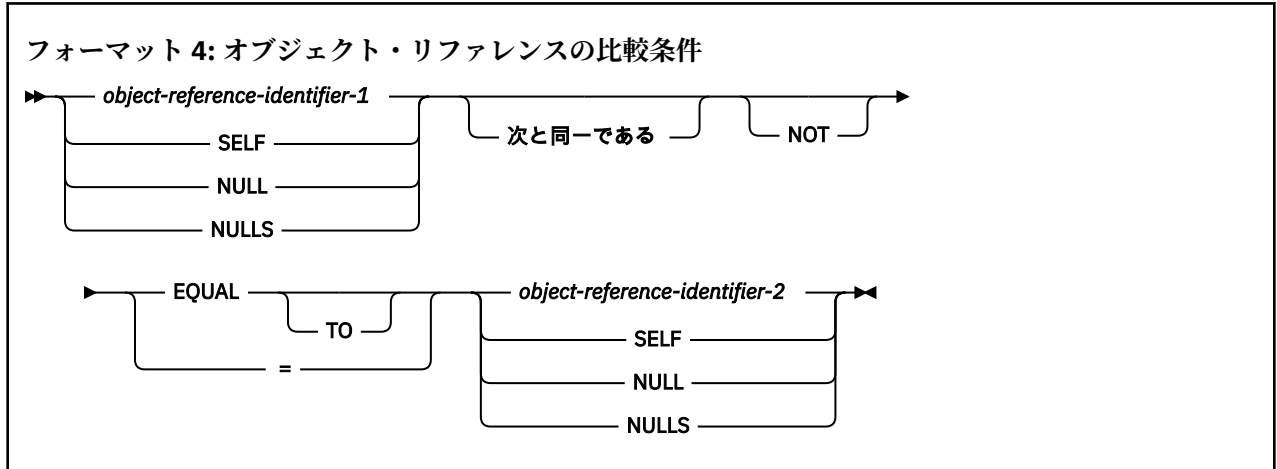 フォーマット 4: オブジェクト・リファレンスの比較条件
object-reference-identifier-1
SELF
NULL
NULLS
次と同一である
NOT
EQUAL
TO
=
object-reference-identifier-2
SELF
NULL
NULLS